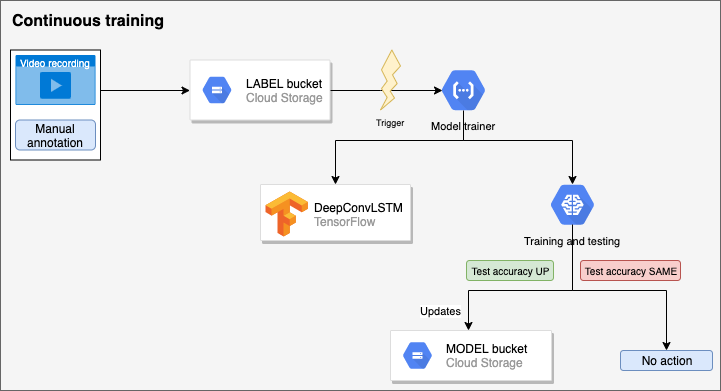 Continuous training
Video recording
Manual
annotation
LABEL bucket
Cloud Storage
Trigger
Model trainer
DeepConvLSTM
TensorFlow
Training and testing
Test accuracy UP
Test accuracy SAME
Updates
MODEL bucket
Cloud Storage
No action